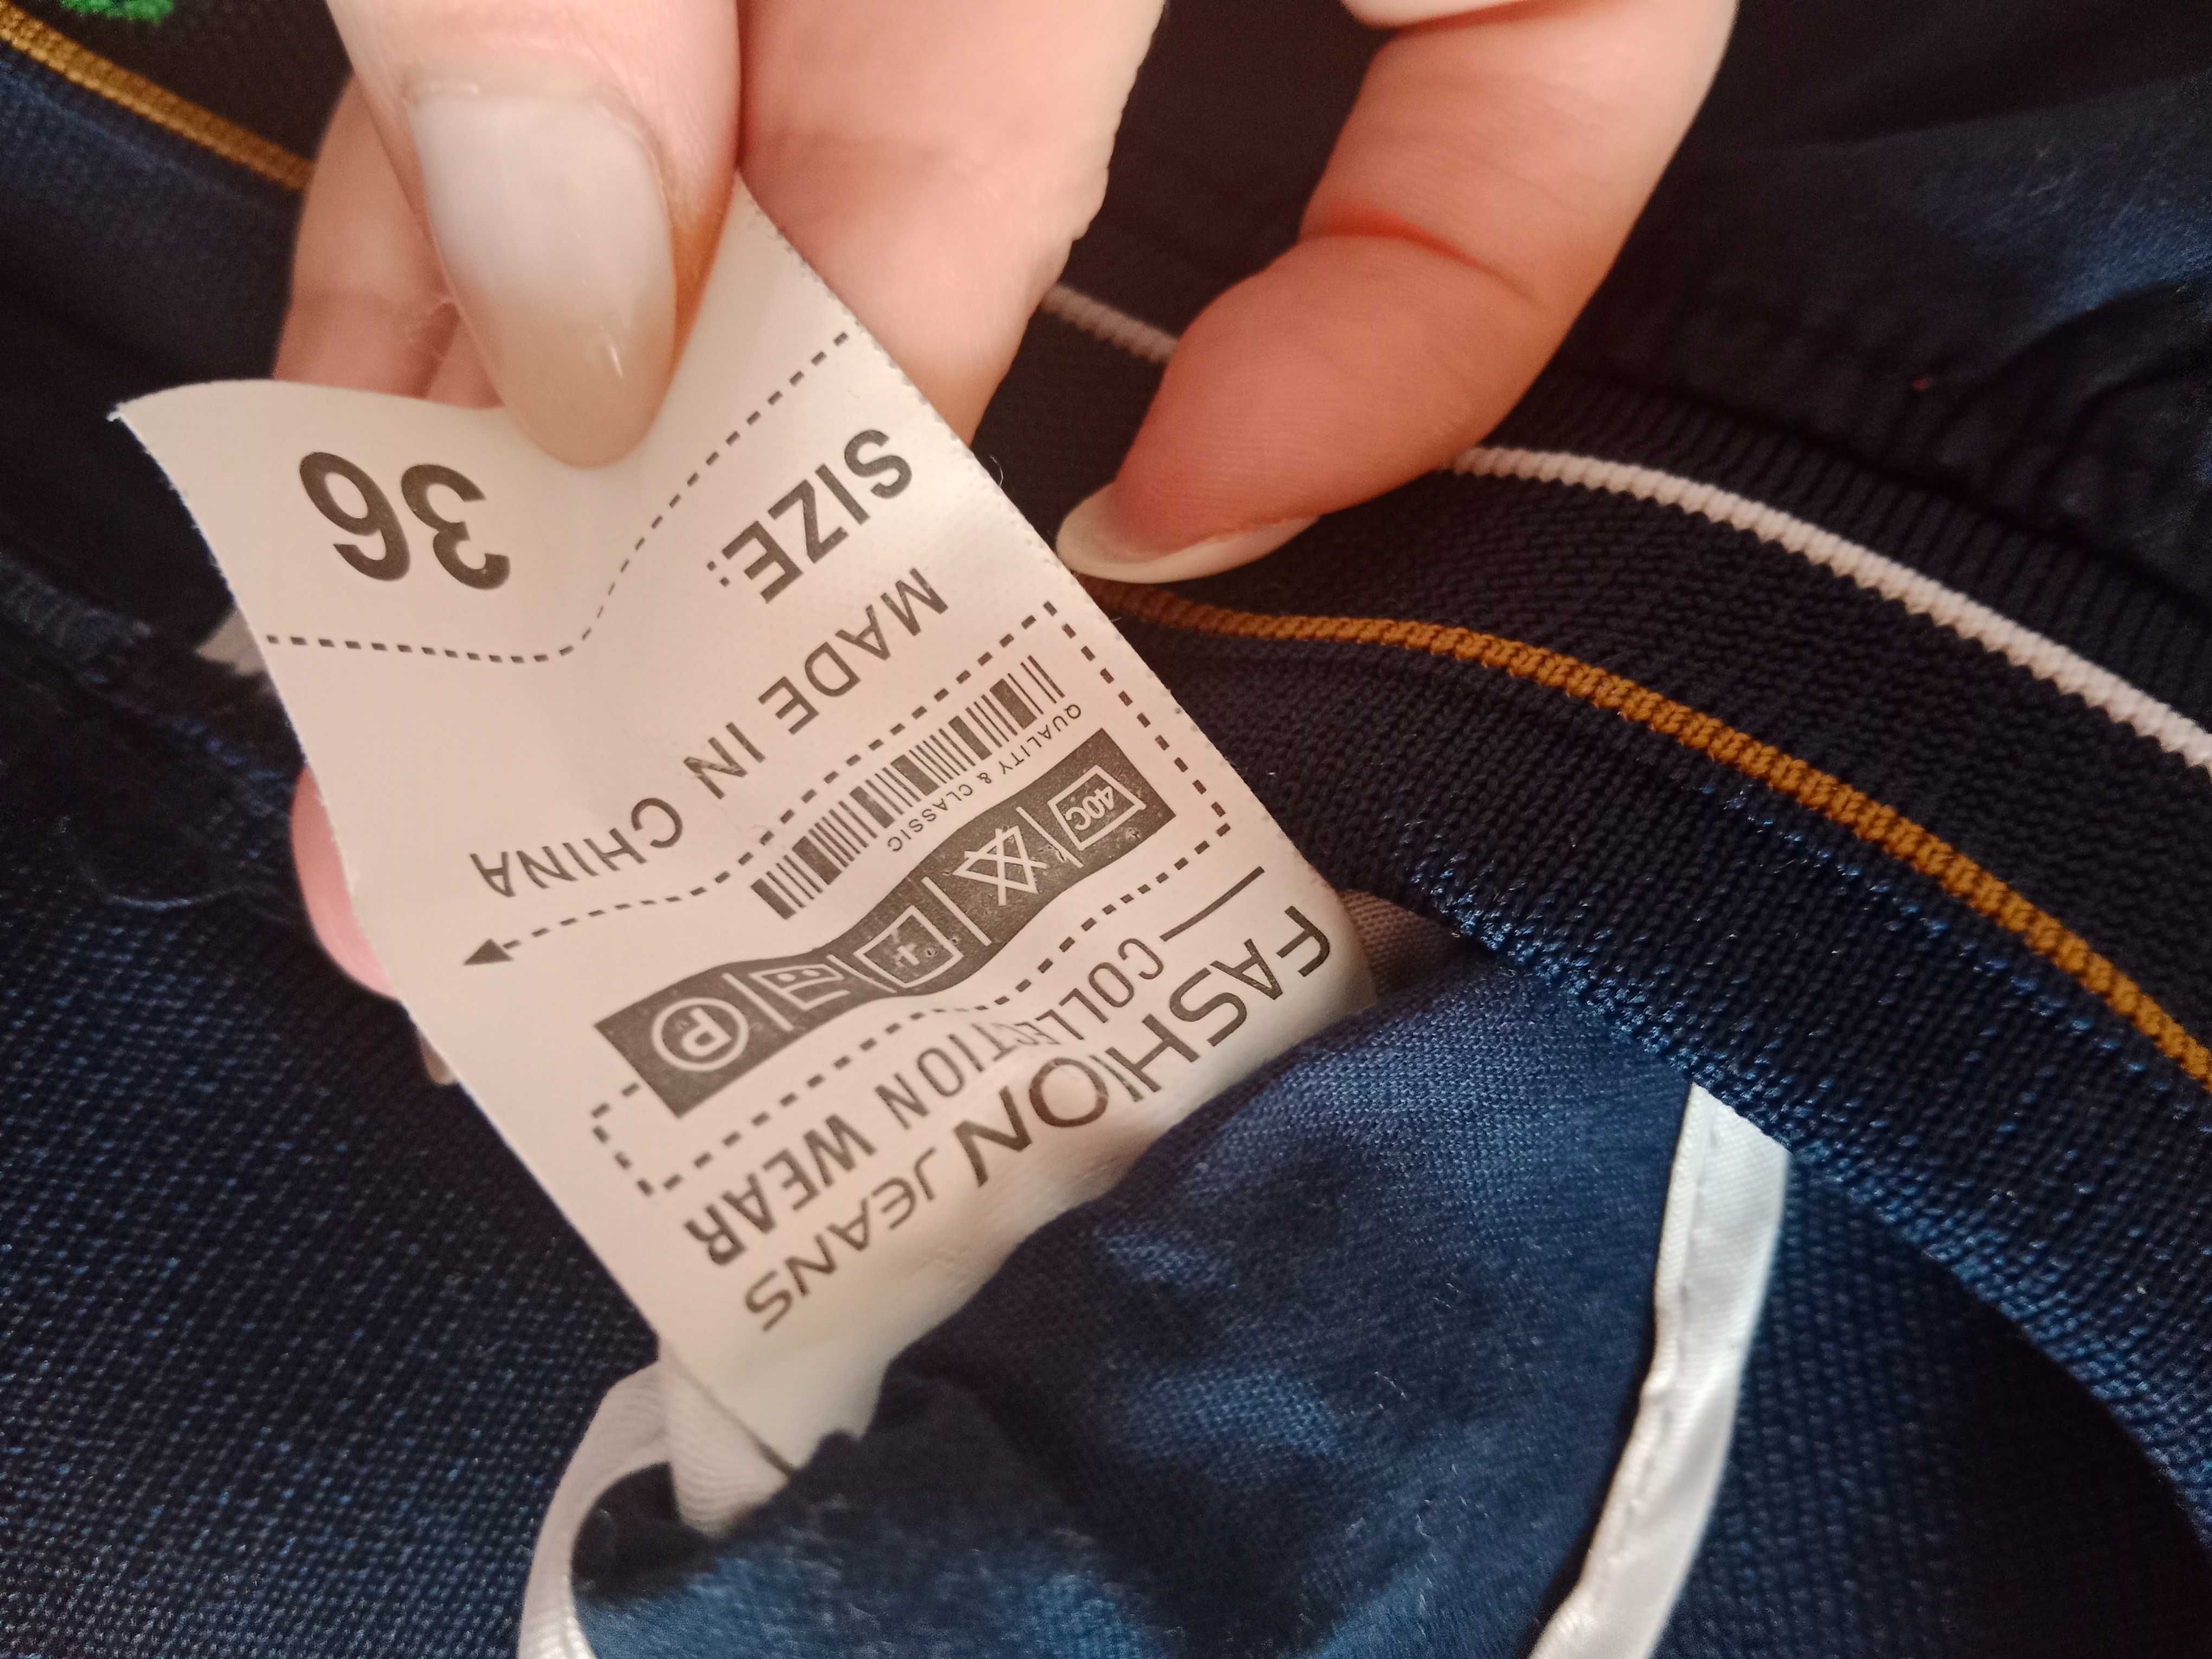 FASHION JEANS
COLLECTION WEAR
40C
P
QUALITY & CLASSIC
MADE IN CHINA
SIZE:
36